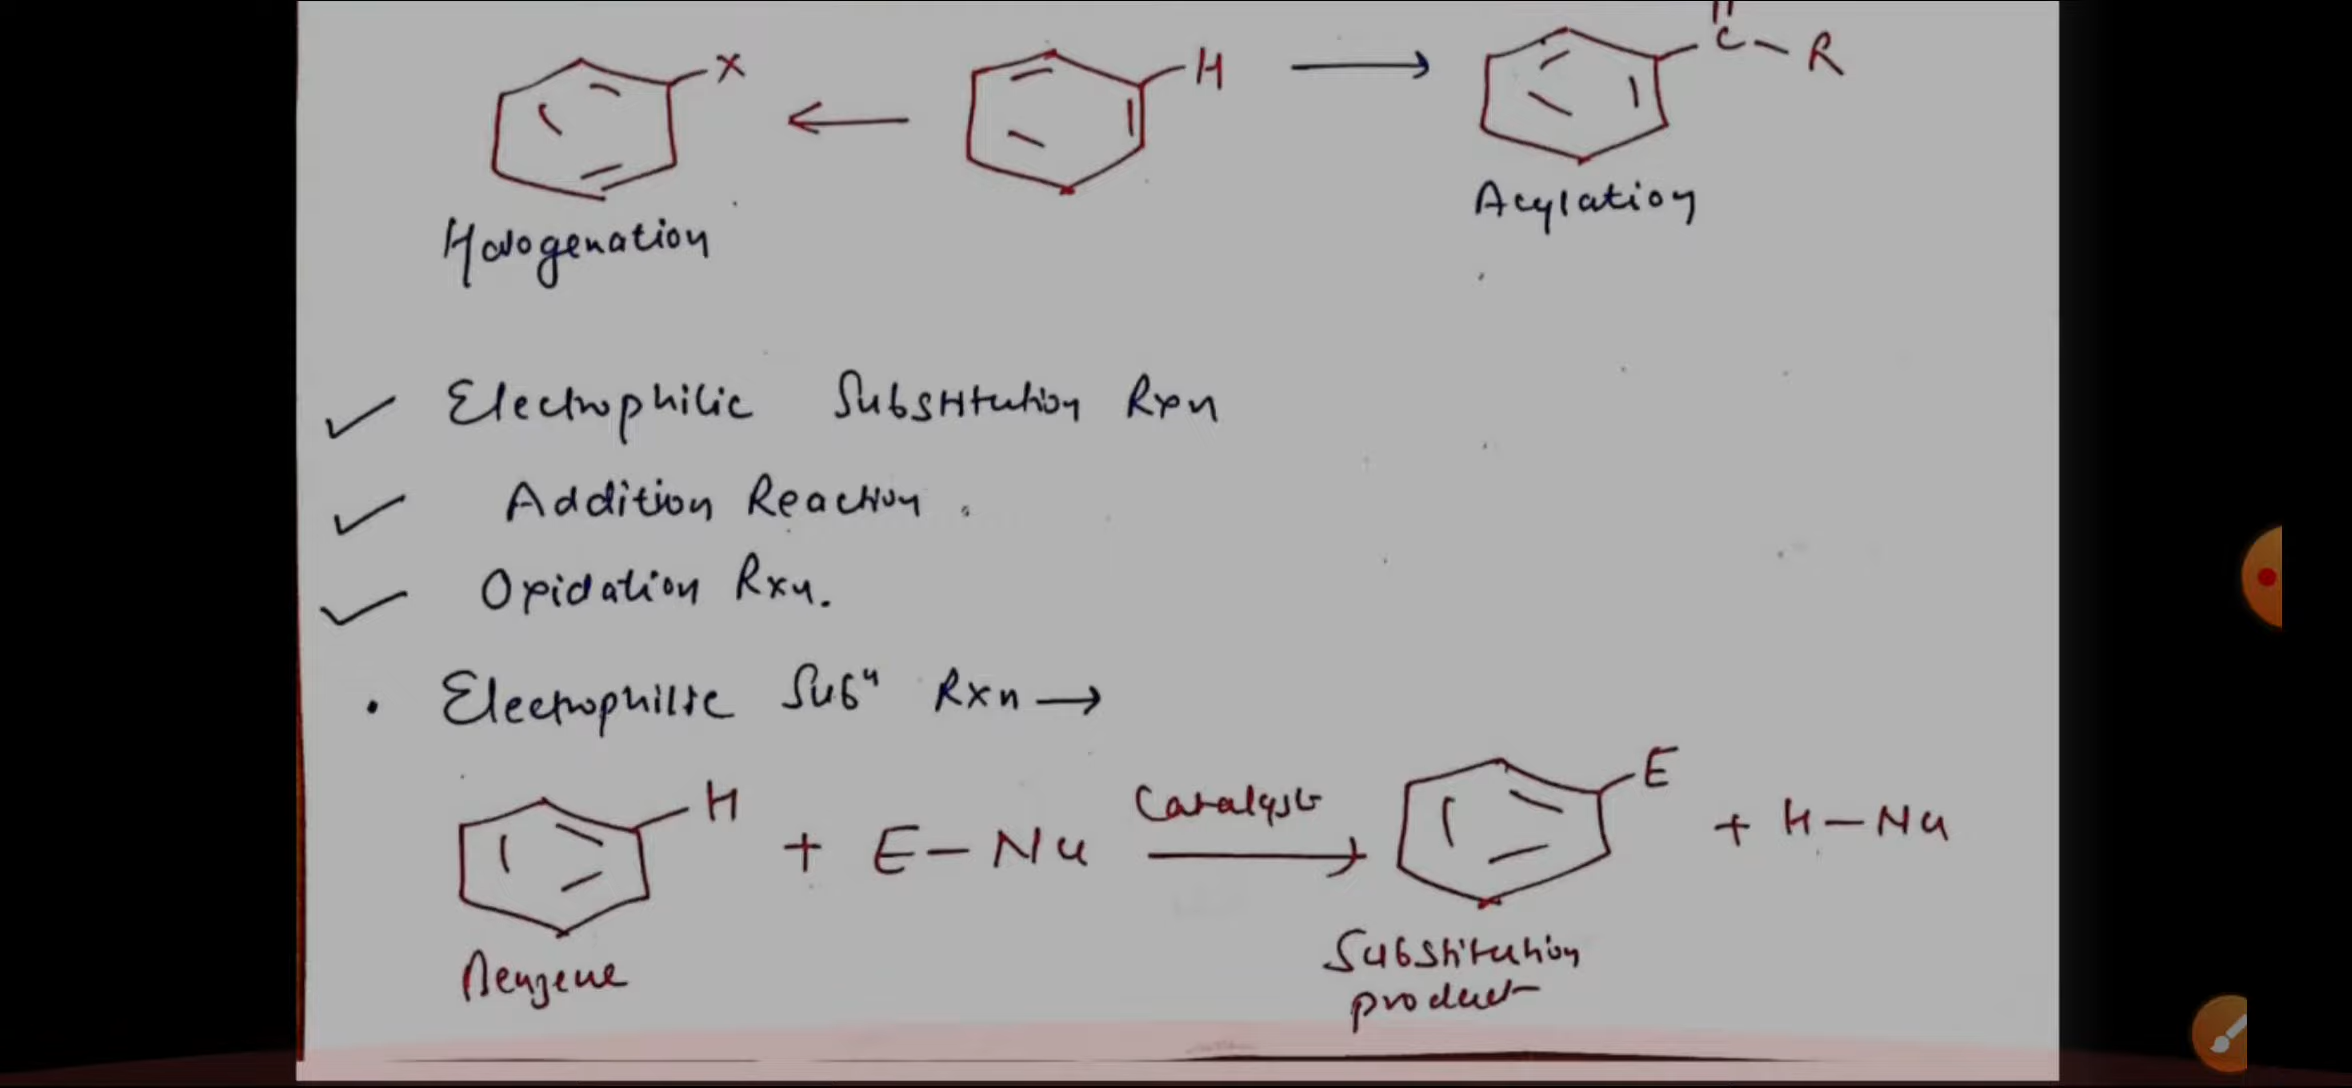 X
H
C - R
Halogenation
Acylation
Electrophilic Substitution Rxn
Addition Reaction.
Oxidation Rxn.
• Electrophilic Subⁿ Rxn →
H + E - Nu Catalyst E + H - Nu
Benzene
Substitution
product